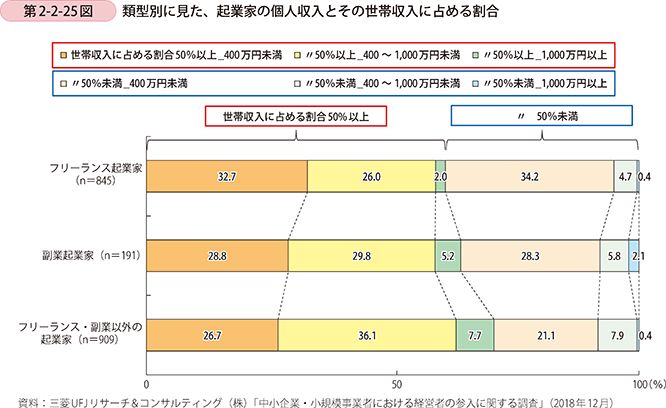 第2-2-25図 類型別に見た、起業家の個人収入とその世帯収入に占める割合
世帯収入に占める割合50％以上_400万円未満 〃50％以上_400 ～ 1,000万円未満 〃50％以上_1,000万円以上
〃50％未満_400万円未満 〃50％未満_400 ～ 1,000万円未満 〃50％未満_1,000万円以上
世帯収入に占める割合50％以上 〃 50％未満
フリーランス起業家
（n＝845）
32.7 26.0 2.0 34.2 4.7 0.4
副業起業家（n＝191）
28.8 29.8 5.2 28.3 5.8 2.1
フリーランス・副業以外の
起業家（n＝909）
26.7 36.1 7.7 21.1 7.9 0.4
0 50 100（％）
資料：三菱UFJリサーチ＆コンサルティング（株）「中小企業・小規模事業者における経営者の参入に関する調査」（2018年12月）